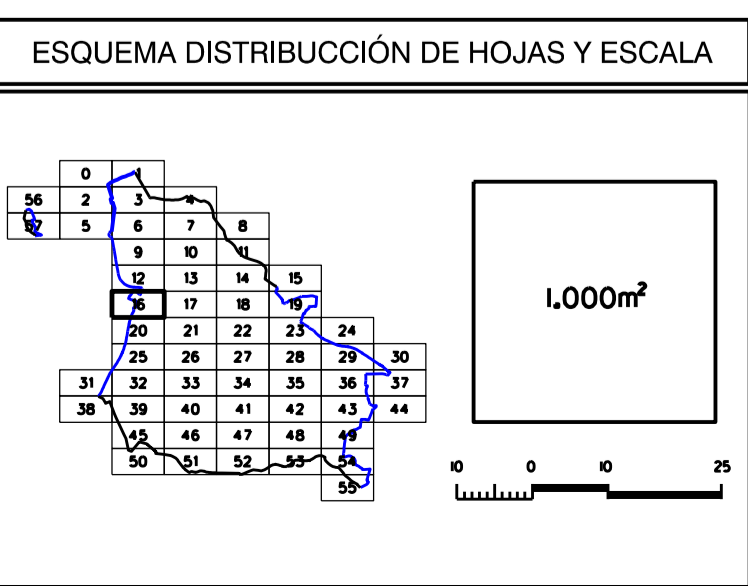 ESQUEMA DISTRIBUCCIÓN DE HOJAS Y ESCALA
0 1
56 2 3 4
57 5 6 7 8
9 10 11
12 13 14 15
16 17 18 19
20 21 22 23 24
25 26 27 28 29 30
31 32 33 34 35 36 37
38 39 40 41 42 43 44
45 46 47 48 49
50 51 52 53 54
55
1.000m²
10 0 10 25